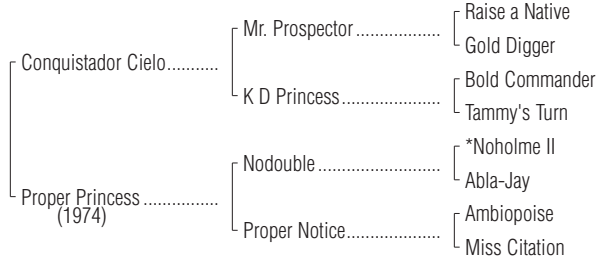 Raise a Native
Mr. Prospector...................
Gold Digger
Conquistador Cielo...........
Bold Commander
K D Princess......................
Tammy's Turn
*Noholme II
Nodouble ...........................
Abla-Jay
Proper Princess ................
(1974)
Ambiopoise
Proper Notice.....................
Miss Citation